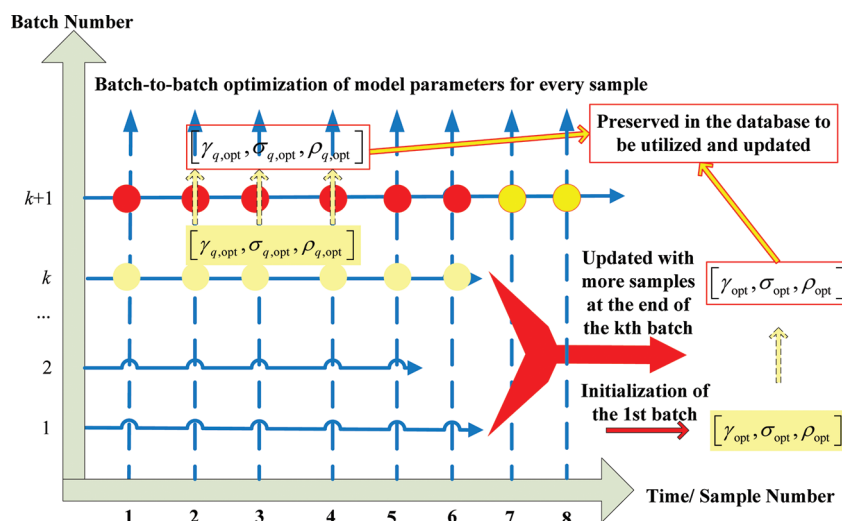 Batch Number
Batch-to-batch optimization of model parameters for every sample
[γq,opt, σq,opt, ρq,opt]
Preserved in the database to
be utilized and updated
k+1
[γq,opt, σq,opt, ρq,opt]
k
Updated with
more samples
at the end of
the kth batch
[γopt, σopt, ρopt]
...
2
Initialization of
the 1st batch
1
[γopt, σopt, ρopt]
Time/ Sample Number
1 2 3 4 5 6 7 8